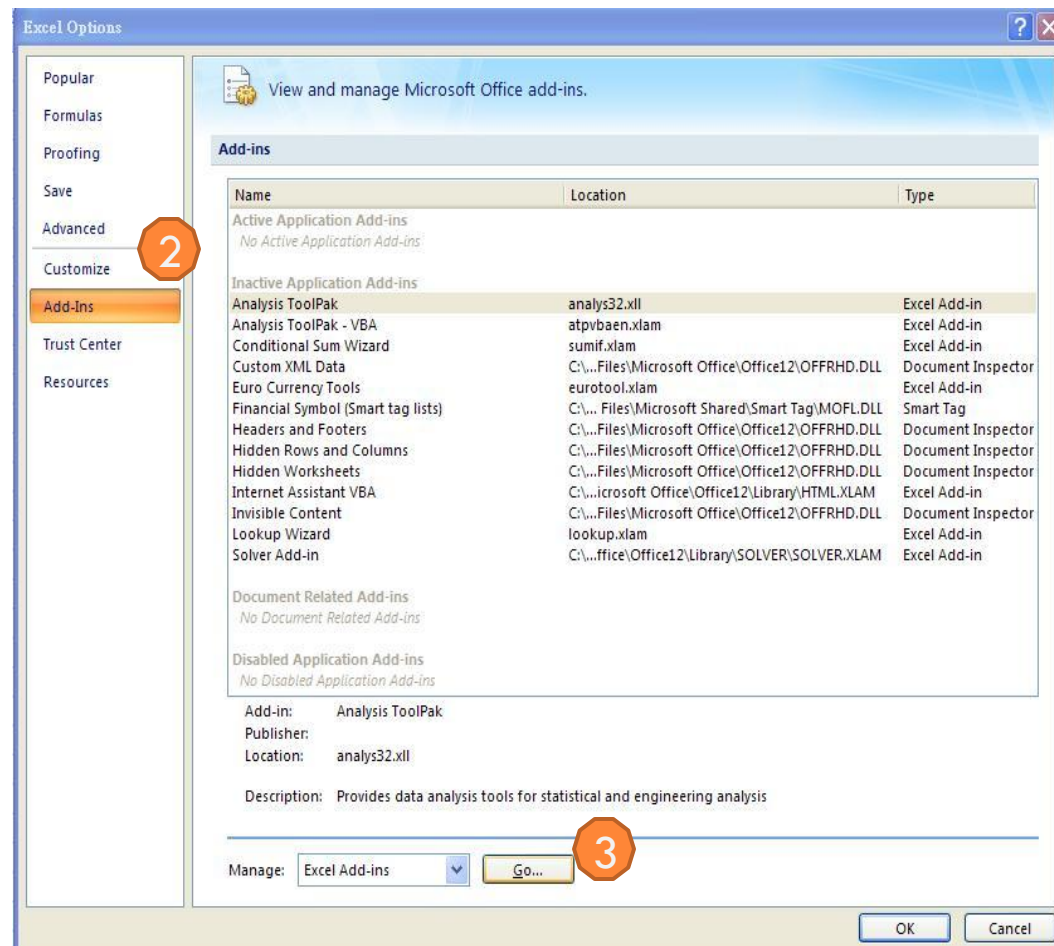 Excel Options
?
Popular
Formulas
Proofing
Save
Advanced
2
Customize
Add-Ins
Trust Center
Resources
View and manage Microsoft Office add-ins.
Add-ins
Name Location Type
Active Application Add-ins
No Active Application Add-ins
Inactive Application Add-ins
Analysis ToolPak analys32.xll Excel Add-in
Analysis ToolPak - VBA atpvbaen.xlam Excel Add-in
Conditional Sum Wizard sumif.xlam Excel Add-in
Custom XML Data C:\...Files\Microsoft Office\Office12\OFFRHD.DLL Document Inspector
Euro Currency Tools eurotool.xlam Excel Add-in
Financial Symbol (Smart tag lists) C:\... Files\Microsoft Shared\Smart Tag\MOFL.DLL Smart Tag
Headers and Footers C:\...Files\Microsoft Office\Office12\OFFRHD.DLL Document Inspector
Hidden Rows and Columns C:\...Files\Microsoft Office\Office12\OFFRHD.DLL Document Inspector
Hidden Worksheets C:\...Files\Microsoft Office\Office12\OFFRHD.DLL Document Inspector
Internet Assistant VBA C:\...icrosoft Office\Office12\Library\HTML.XLAM Excel Add-in
Invisible Content C:\...Files\Microsoft Office\Office12\OFFRHD.DLL Document Inspector
Lookup Wizard lookup.xlam Excel Add-in
Solver Add-in C:\...ffice\Office12\Library\SOLVER\SOLVER.XLAM Excel Add-in
Document Related Add-ins
No Document Related Add-ins
Disabled Application Add-ins
No Disabled Application Add-ins
Add-in: Analysis ToolPak
Publisher:
Location: analys32.xll
Description: Provides data analysis tools for statistical and engineering analysis
Manage: Excel Add-ins Go... 3
OK Cancel